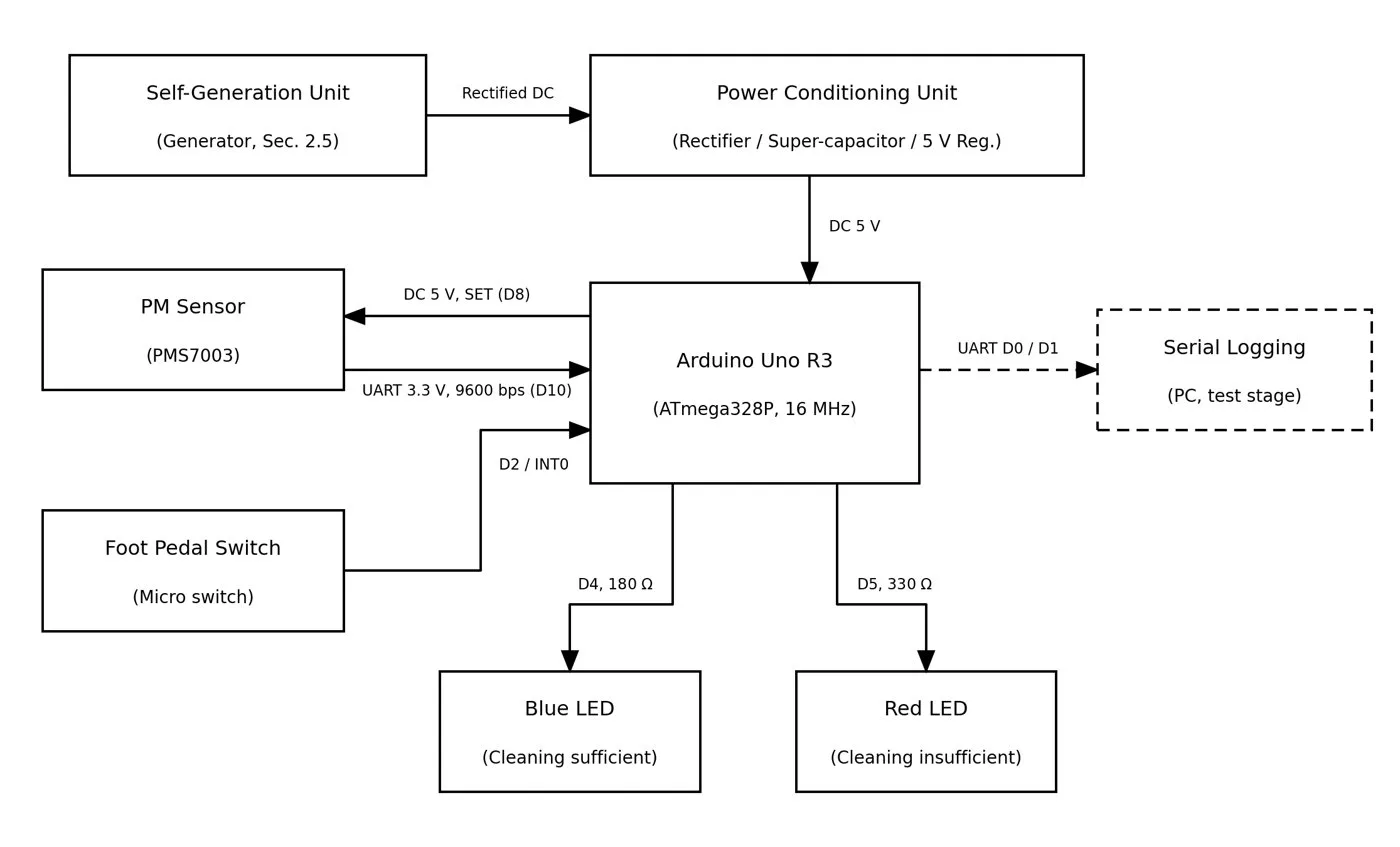 Self-Generation Unit
(Generator, Sec. 2.5)
Rectified DC
Power Conditioning Unit
(Rectifier / Super-capacitor / 5 V Reg.)
DC 5 V
PM Sensor
(PMS7003)
DC 5 V, SET (D8)
UART 3.3 V, 9600 bps (D10)
Arduino Uno R3
(ATmega328P, 16 MHz)
UART D0 / D1
Serial Logging
(PC, test stage)
D2 / INT0
Foot Pedal Switch
(Micro switch)
D4, 180 Ω
D5, 330 Ω
Blue LED
(Cleaning sufficient)
Red LED
(Cleaning insufficient)